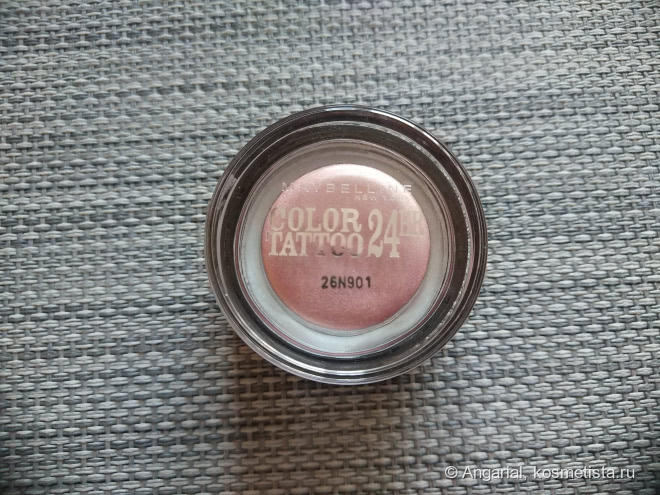 MAYBELLINE
NEW YORK
COLOR
TATTOO 24HR
26N901
© Angarial, kosmetista.ru